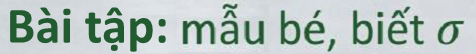 Bài tập: mẫu bé, biết σ